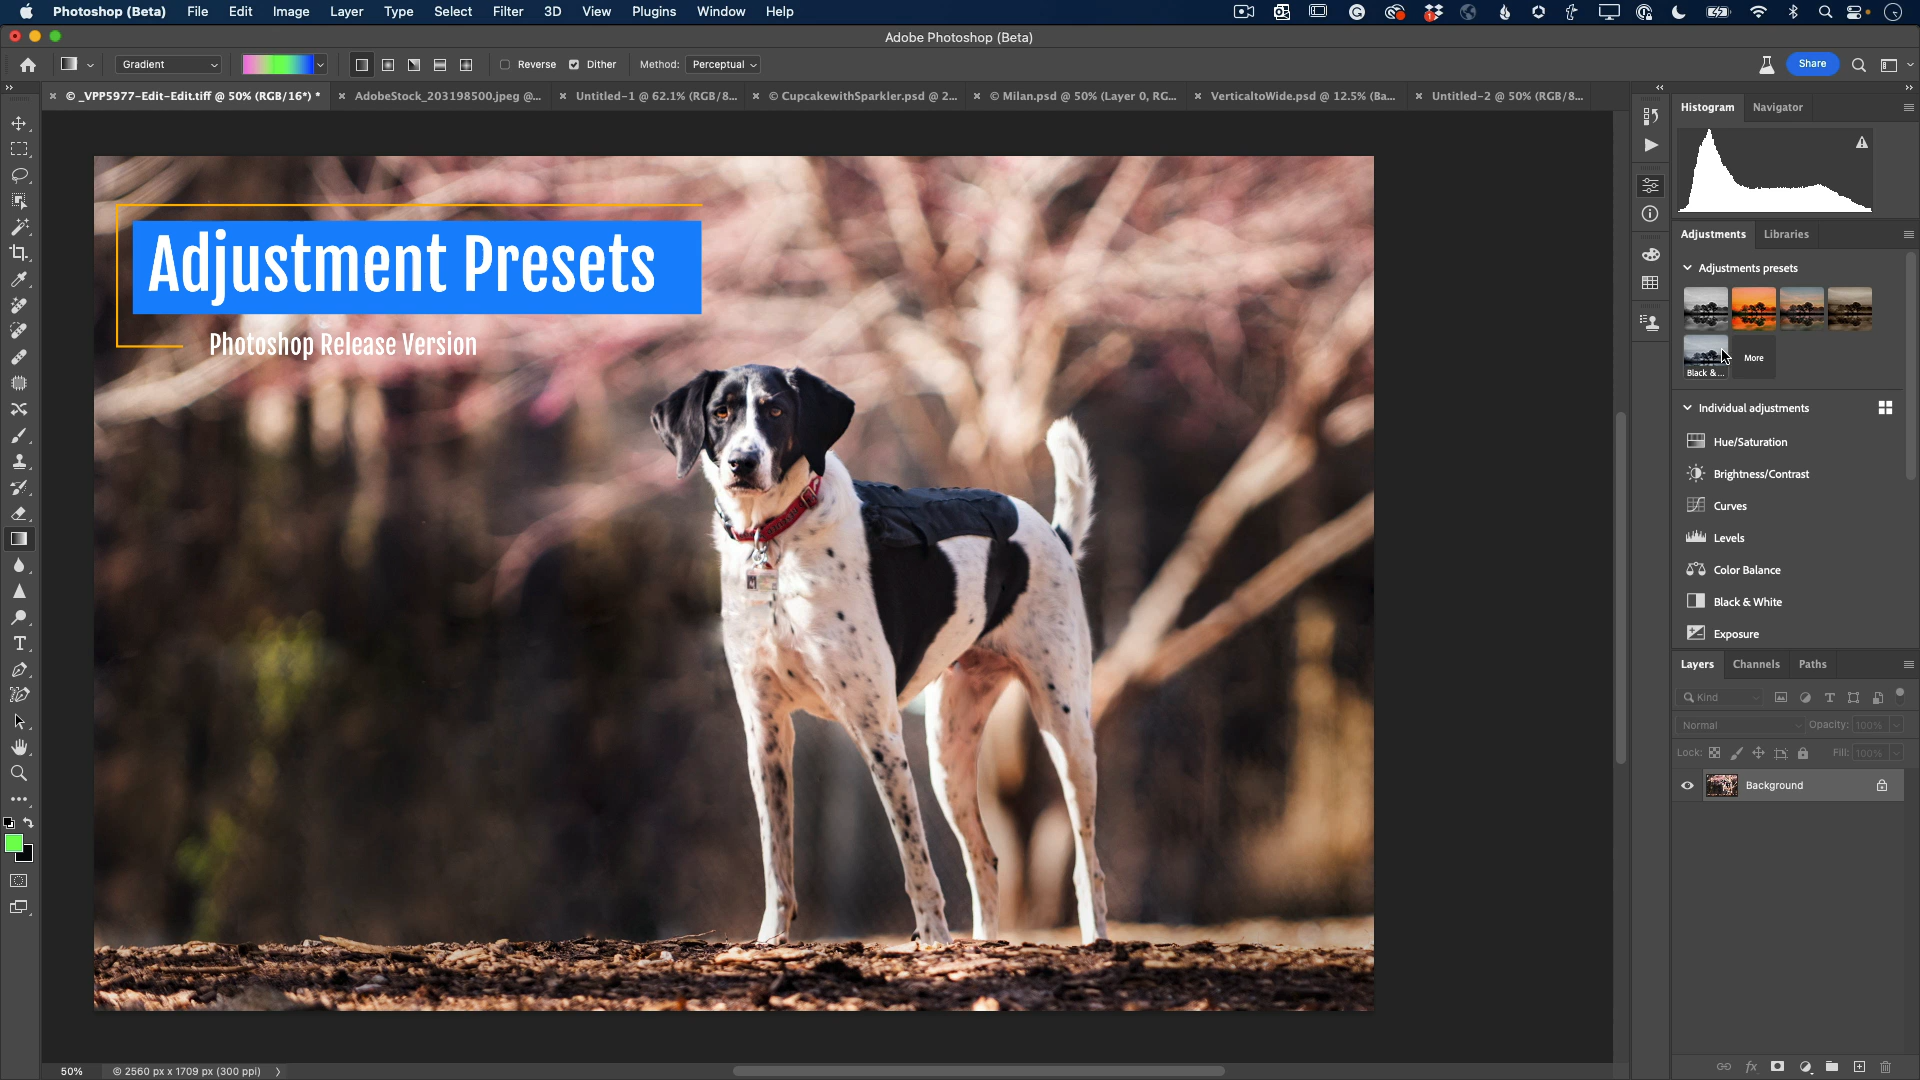 Photoshop (Beta) File Edit Image Layer Type Select Filter 3D View Plugins Window Help
Adobe Photoshop (Beta)
Gradient Reverse Dither Method: Perceptual Share
© _VPP5977-Edit-Edit.tiff @ 50% (RGB/16*) * AdobeStock_203198500.jpeg @... Untitled-1 @ 62.1% (RGB/8... © CupcakewithSparkler.psd @ 2... © Milan.psd @ 50% (Layer 0, RG... VerticaltoWide.psd @ 12.5% (Ba... Untitled-2 @ 50% (RGB/8...
Histogram Navigator
Adjustment Presets
Photoshop Release Version
Adjustments Libraries
Adjustments presets
More
Black & ...
Individual adjustments
Hue/Saturation
Brightness/Contrast
Curves
Levels
Color Balance
Black & White
Exposure
Layers Channels Paths
Kind
Normal Opacity: 100%
Lock: Fill: 100%
Background
50% © 2560 px x 1709 px (300 ppi)